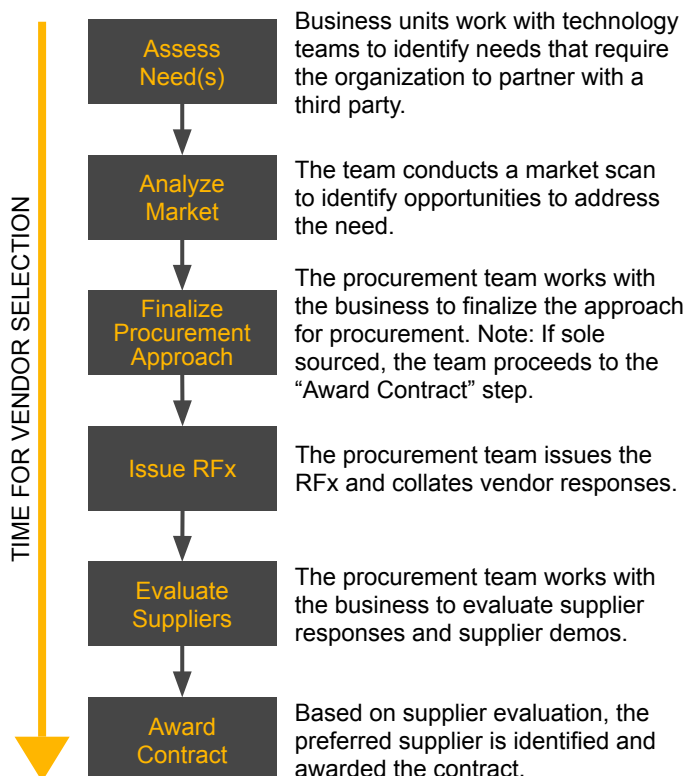 TIME FOR VENDOR SELECTION
Assess
Need(s)
Business units work with technology
teams to identify needs that require
the organization to partner with a
third party.
Analyze
Market
The team conducts a market scan
to identify opportunities to address
the need.
Finalize
Procurement
Approach
The procurement team works with
the business to finalize the approach
for procurement. Note: If sole
sourced, the team proceeds to the
“Award Contract” step.
Issue RFx
The procurement team issues the
RFx and collates vendor responses.
Evaluate
Suppliers
The procurement team works with
the business to evaluate supplier
responses and supplier demos.
Award
Contract
Based on supplier evaluation, the
preferred supplier is identified and
awarded the contract.